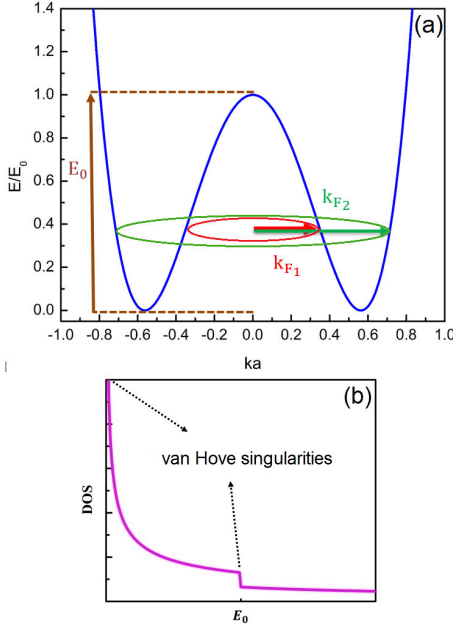 (a)
1.4
1.2
1.0
0.8
0.6
0.4
0.2
0.0
E/E₀
E₀
k_F₂
k_F₁
-1.0 -0.8 -0.6 -0.4 -0.2 0.0 0.2 0.4 0.6 0.8 1.0
ka
(b)
van Hove singularities
DOS
E₀